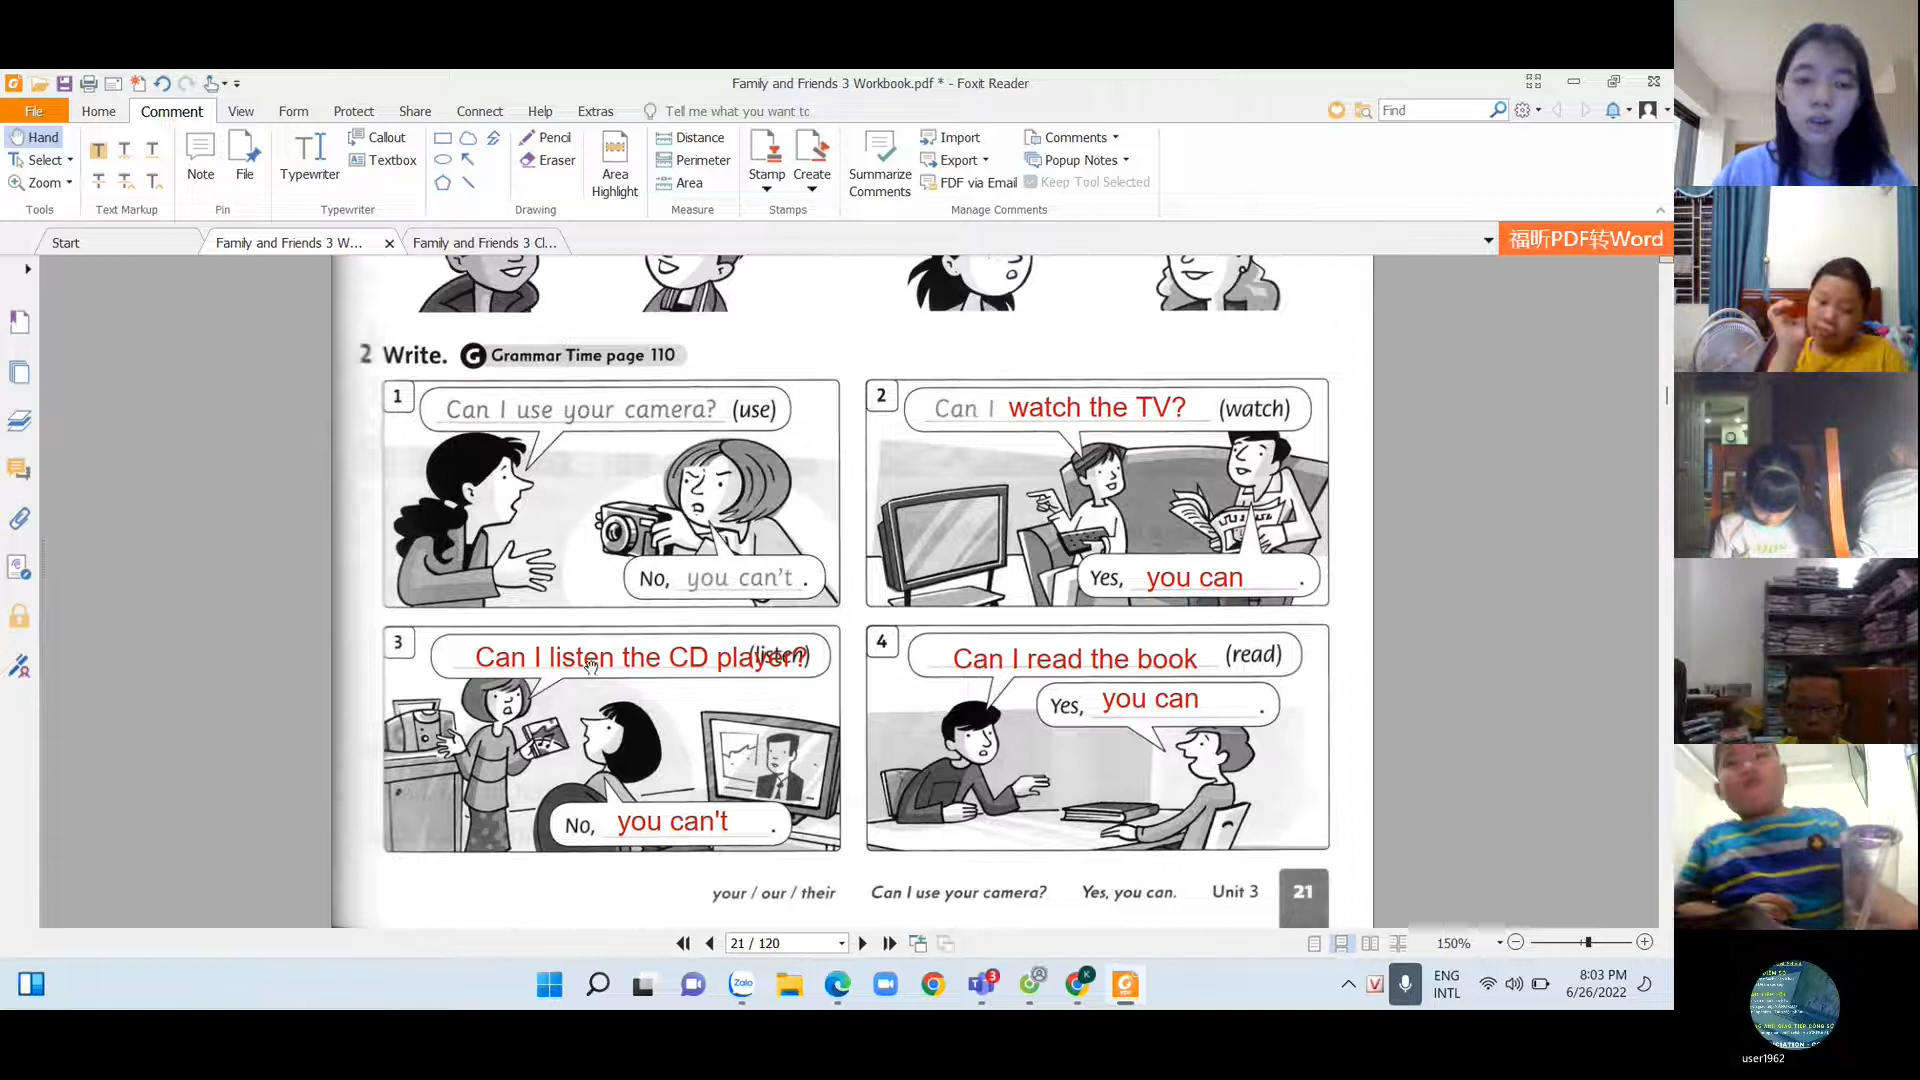 Family and Friends 3 Workbook.pdf * - Foxit Reader
File Home Comment View Form Protect Share Connect Help Extras Tell me what you want to
Find
Hand
Select
Zoom
Tools
Text Markup
Note
File
Pin
Typewriter
Callout
Textbox
Typewriter
Pencil
Eraser
Drawing
Area
Highlight
Distance
Perimeter
Area
Measure
Stamp
Create
Stamps
Summarize
Comments
Import
Export
FDF via Email
Comments
Popup Notes
Keep Tool Selected
Manage Comments
Start
Family and Friends 3 W...
Family and Friends 3 Cl...
福昕PDF转Word
2 Write. G Grammar Time page 110
1
Can I use your camera? (use)
No, you can't .
2
Can I watch the TV? (watch)
Yes, you can .
3
Can I listen the CD player? (listen)
No, you can't .
4
Can I read the book (read)
Yes, you can .
your / our / their Can I use your camera? Yes, you can. Unit 3 21
21 / 120
150%
Zalo
3
K
V
ENG
INTL
8:03 PM
6/26/2022
user1962